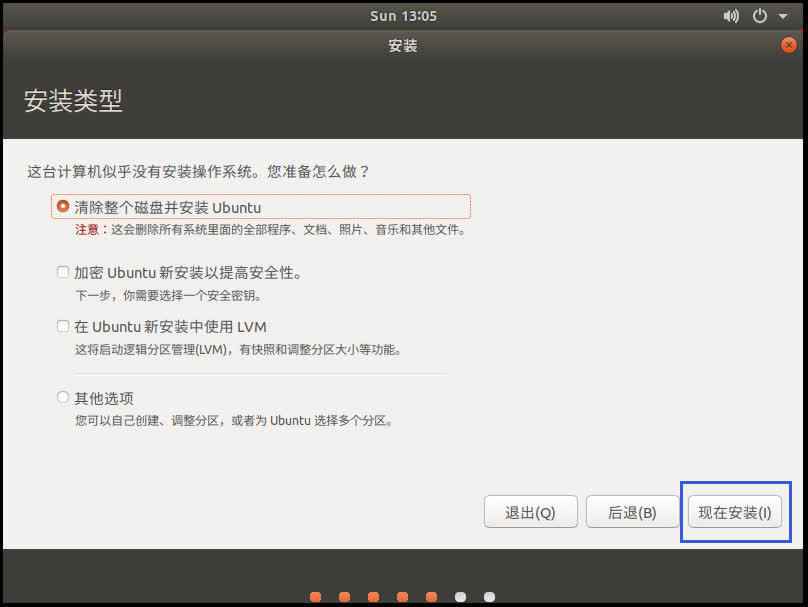 Sun 13:05
安装
安装类型
这台计算机似乎没有安装操作系统。您准备怎么做？
清除整个磁盘并安装 Ubuntu
注意：这会删除所有系统里面的全部程序、文档、照片、音乐和其他文件。
加密 Ubuntu 新安装以提高安全性。
下一步，你需要选择一个安全密钥。
在 Ubuntu 新安装中使用 LVM
这将启动逻辑分区管理(LVM)，有快照和调整分区大小等功能。
其他选项
您可以自己创建、调整分区，或者为 Ubuntu 选择多个分区。
退出(Q) 后退(B) 现在安装(I)